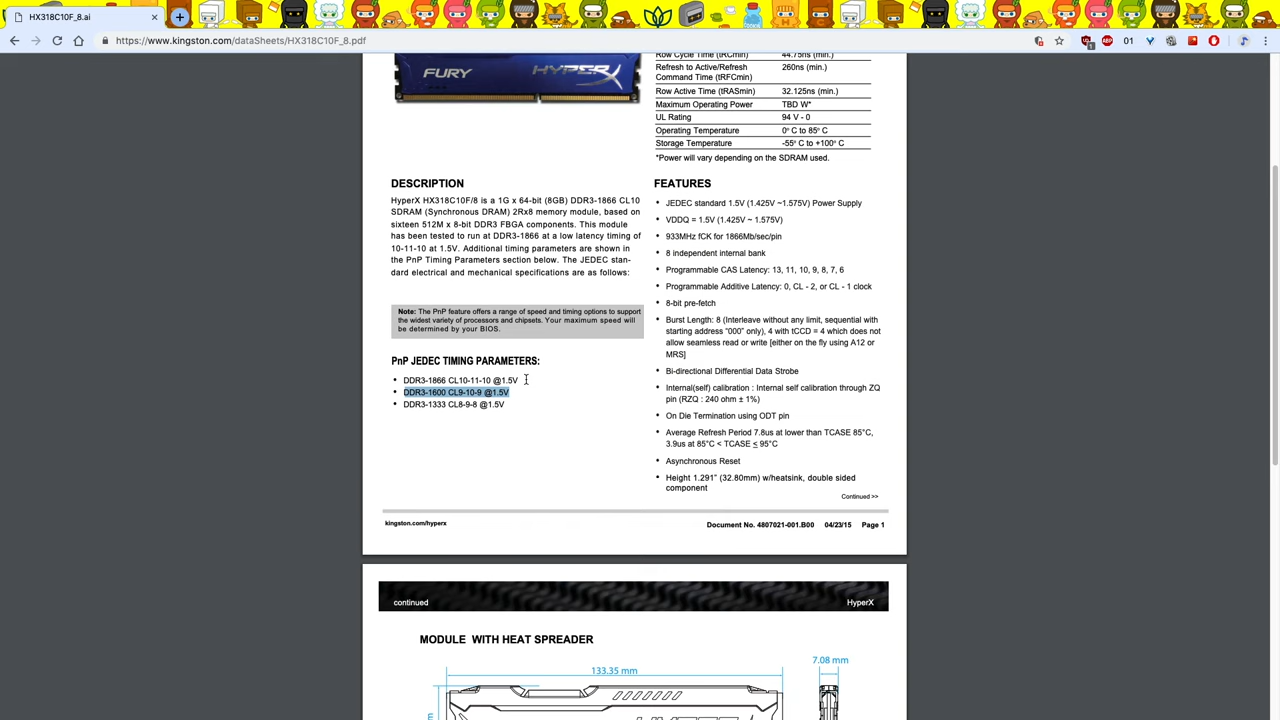 HX318C10F_8.ai
https://www.kingston.com/dataSheets/HX318C10F_8.pdf
FURY HYPERX
Row Cycle Time (tRCmin) 44.75ns (min.)
Refresh to Active/Refresh 260ns (min.)
Command Time (tRFCmin)
Row Active Time (tRASmin) 32.125ns (min.)
Maximum Operating Power TBD W*
UL Rating 94 V - 0
Operating Temperature 0° C to 85° C
Storage Temperature -55° C to +100° C
*Power will vary depending on the SDRAM used.
DESCRIPTION
HyperX HX318C10F/8 is a 1G x 64-bit (8GB) DDR3-1866 CL10
SDRAM (Synchronous DRAM) 2Rx8 memory module, based on
sixteen 512M x 8-bit DDR3 FBGA components. This module
has been tested to run at DDR3-1866 at a low latency timing of
10-11-10 at 1.5V. Additional timing parameters are shown in
the PnP Timing Parameters section below. The JEDEC stan-
dard electrical and mechanical specifications are as follows:
Note: The PnP feature offers a range of speed and timing options to support
the widest variety of processors and chipsets. Your maximum speed will
be determined by your BIOS.
PnP JEDEC TIMING PARAMETERS:
• DDR3-1866 CL10-11-10 @1.5V
• DDR3-1600 CL9-10-9 @1.5V
• DDR3-1333 CL8-9-8 @1.5V
FEATURES
• JEDEC standard 1.5V (1.425V ~1.575V) Power Supply
• VDDQ = 1.5V (1.425V ~ 1.575V)
• 933MHz fCK for 1866Mb/sec/pin
• 8 independent internal bank
• Programmable CAS Latency: 13, 11, 10, 9, 8, 7, 6
• Programmable Additive Latency: 0, CL - 2, or CL - 1 clock
• 8-bit pre-fetch
• Burst Length: 8 (Interleave without any limit, sequential with
starting address “000” only), 4 with tCCD = 4 which does not
allow seamless read or write [either on the fly using A12 or
MRS]
• Bi-directional Differential Data Strobe
• Internal(self) calibration : Internal self calibration through ZQ
pin (RZQ : 240 ohm ± 1%)
• On Die Termination using ODT pin
• Average Refresh Period 7.8us at lower than TCASE 85°C,
3.9us at 85°C < TCASE ≤ 95°C
• Asynchronous Reset
• Height 1.291” (32.80mm) w/heatsink, double sided
component
Continued >>
kingston.com/hyperx Document No. 4807021-001.B00 04/23/15 Page 1
continued HyperX
MODULE WITH HEAT SPREADER
133.35 mm
7.08 mm